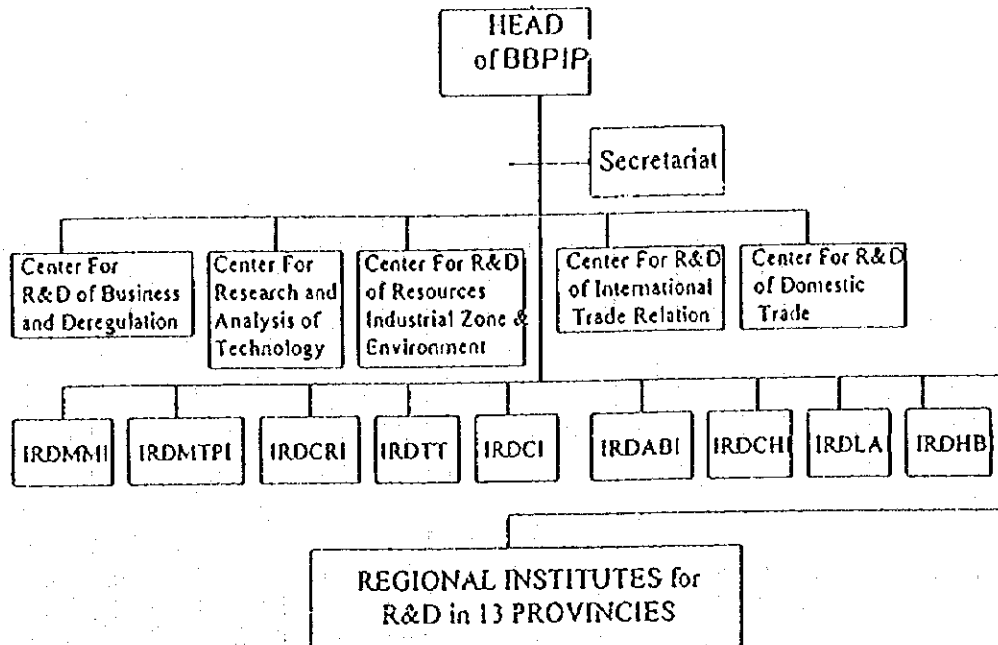 HEAD
of BBPIP
Secretariat
Center For
R&D of Business
and Deregulation
Center For
Research and
Analysis of
Technology
Center For R&D
of Resources
Industrial Zone &
Environment
Center For R&D
of International
Trade Relation
Center For R&D
of Domestic
Trade
IRDMMI
IRDMTPI
IRDCRI
IRDTT
IRDCI
IRDABI
IRDCHI
IRDLA
IRDHB
REGIONAL INSTITUTES for
R&D in 13 PROVINCIES